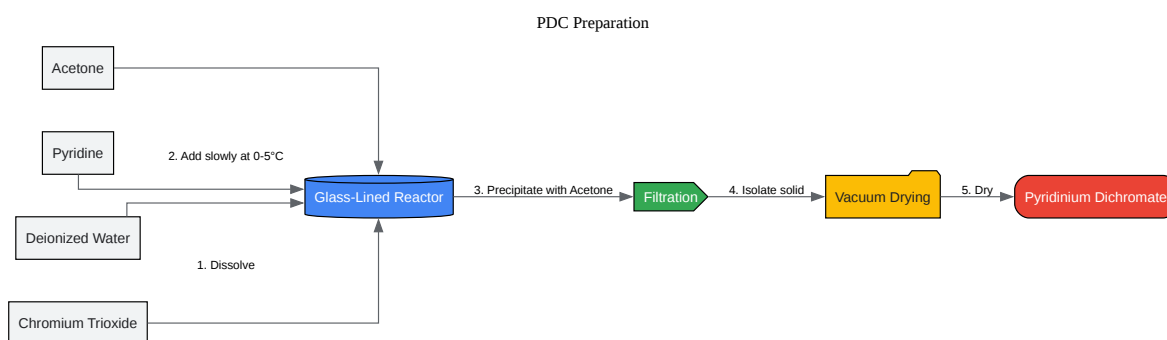 PDC Preparation
Acetone
Pyridine
2. Add slowly at 0-5°C
Glass-Lined Reactor
3. Precipitate with Acetone
Filtration
4. Isolate solid
Vacuum Drying
5. Dry
Pyridinium Dichromate
Deionized Water
1. Dissolve
Chromium Trioxide